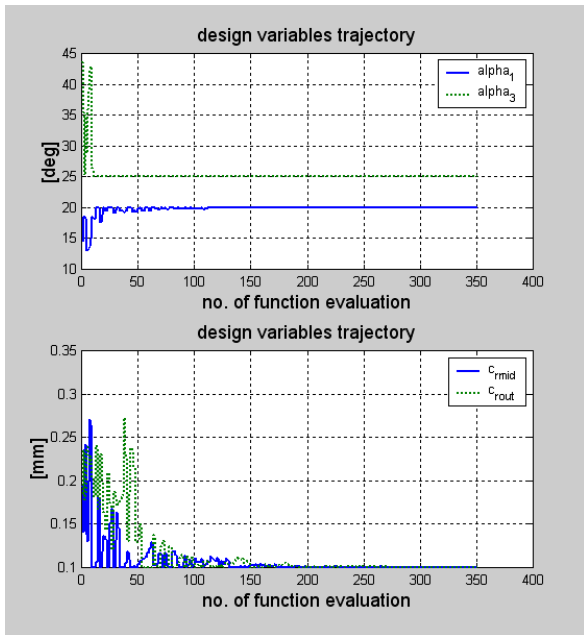 design variables trajectory
45
40
35
30
25
20
15
10
[deg]
alpha1
alpha3
0 50 100 150 200 250 300 350 400
no. of function evaluation
design variables trajectory
0.35
0.3
0.25
0.2
0.15
0.1
[mm]
crmid
crout
0 50 100 150 200 250 300 350 400
no. of function evaluation